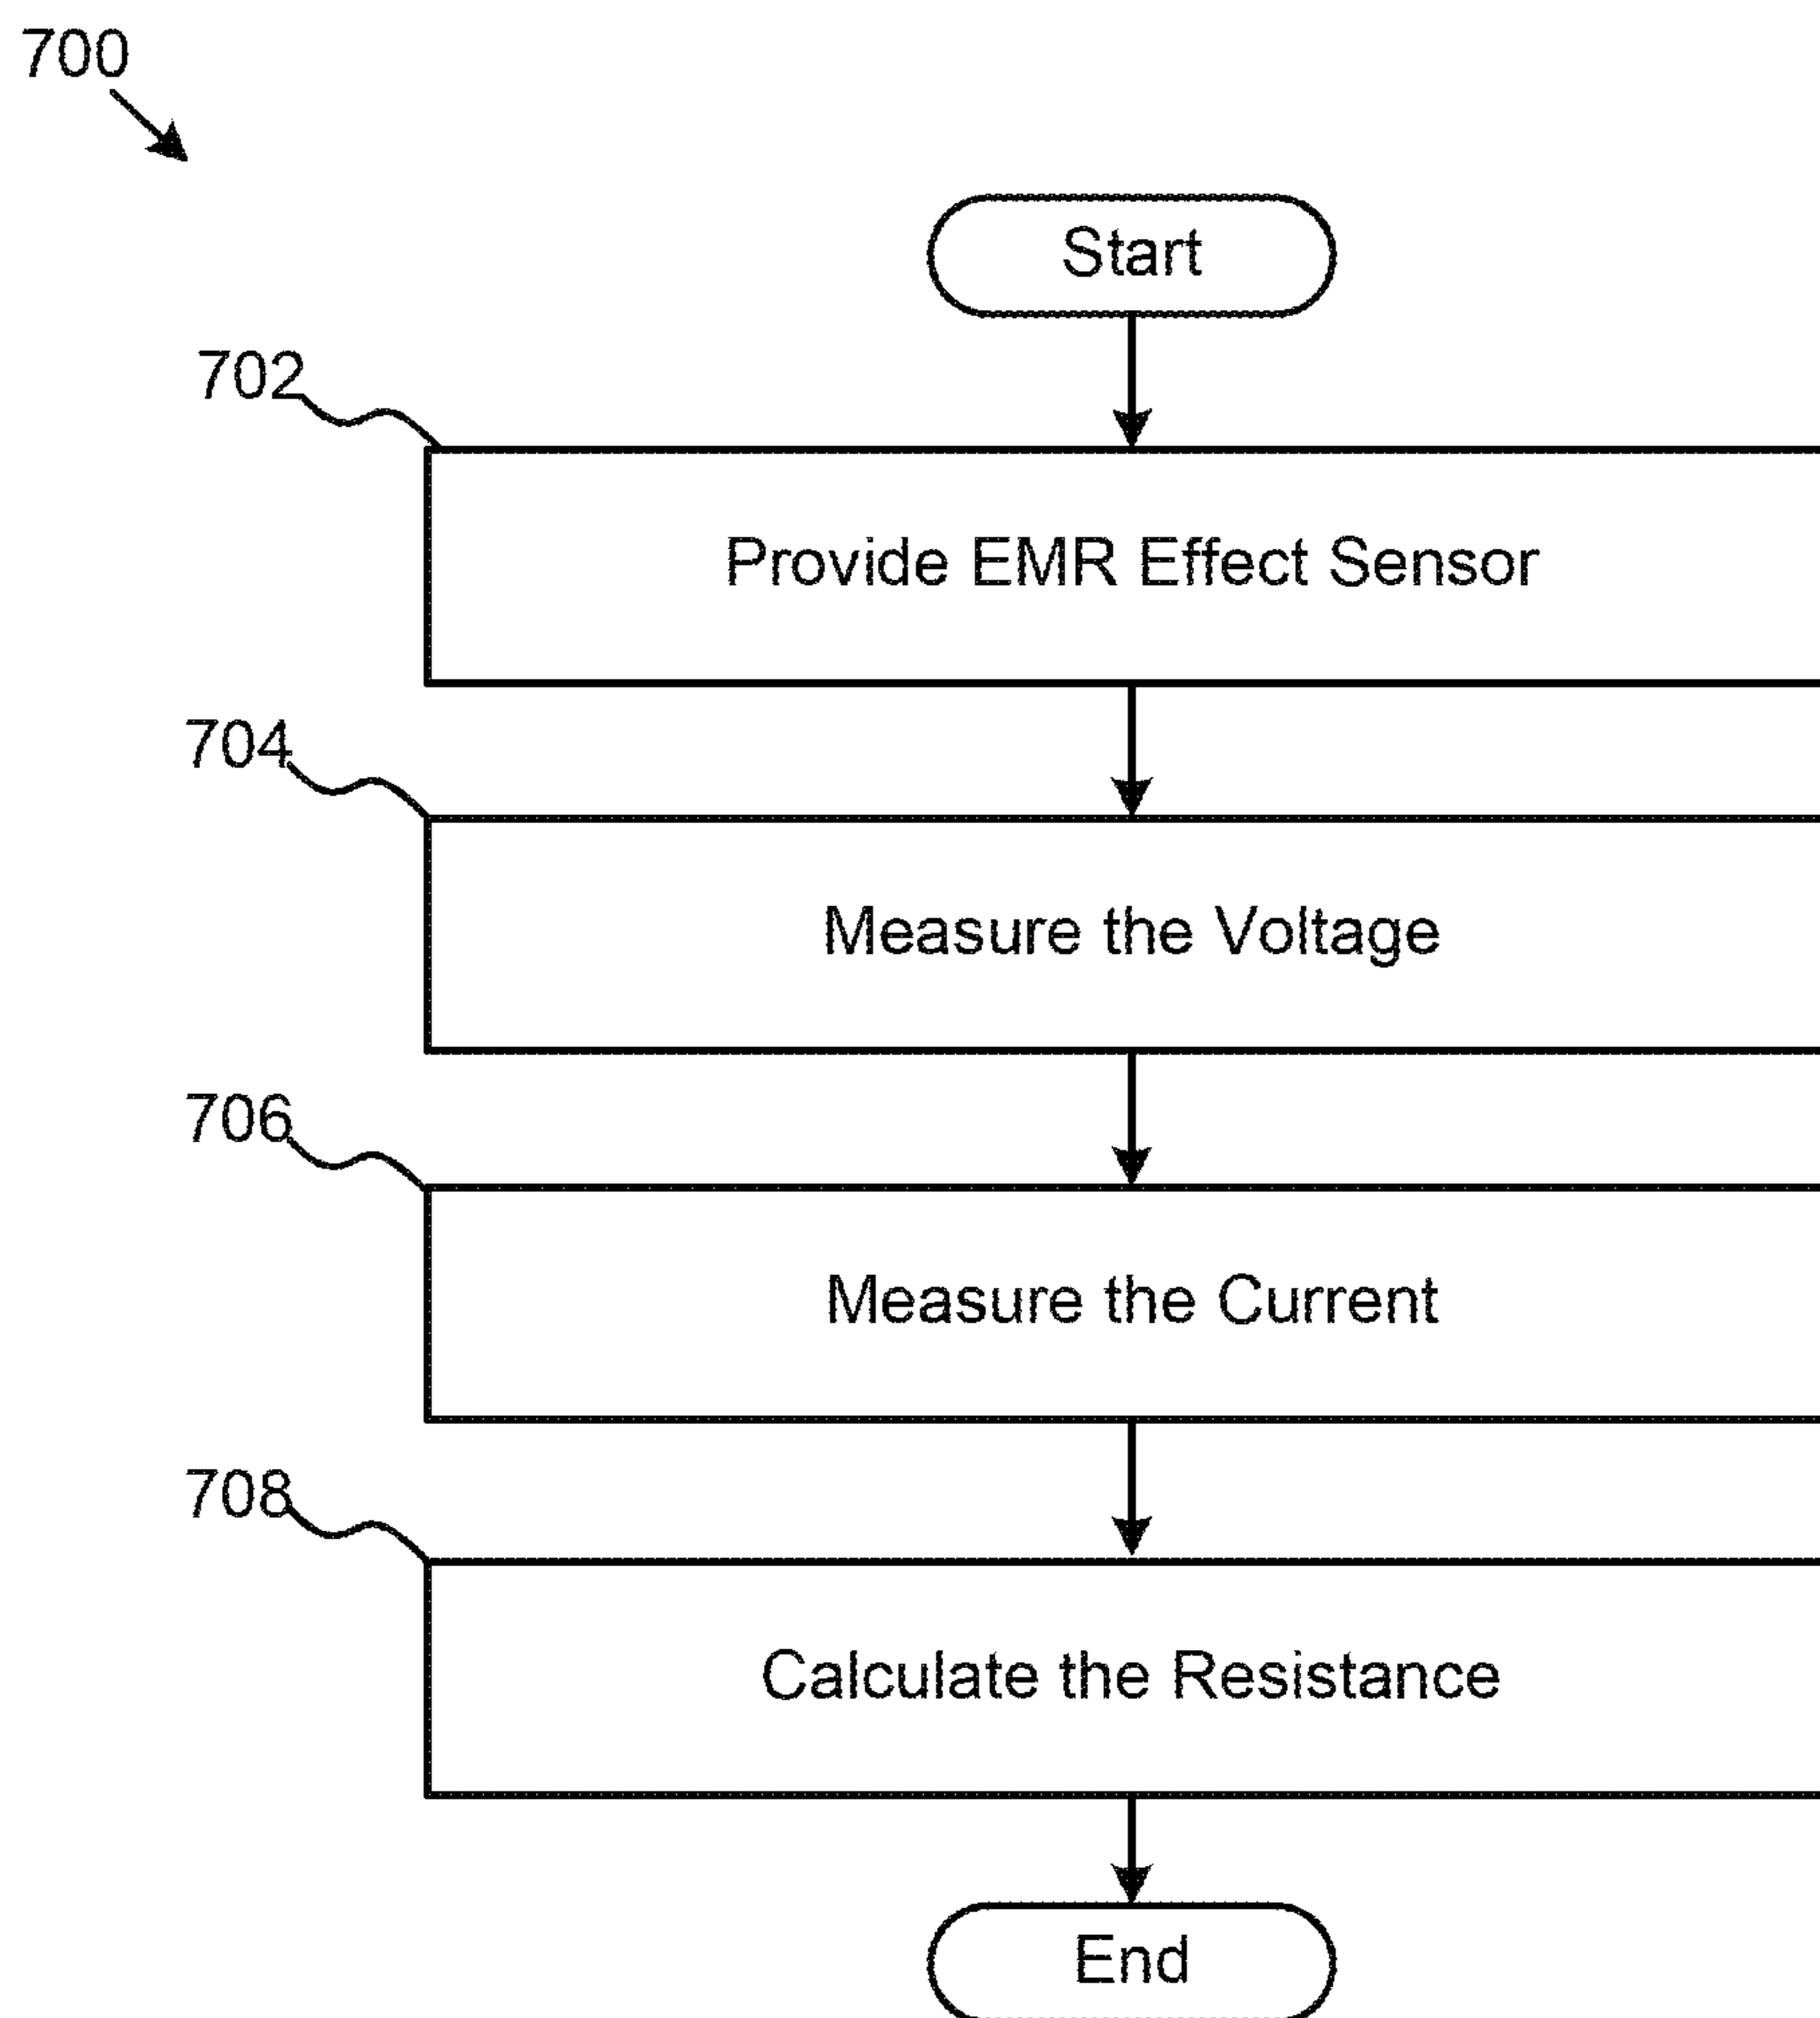 700
Start
702
Provide EMR Effect Sensor
704
Measure the Voltage
706
Measure the Current
708
Calculate the Resistance
End